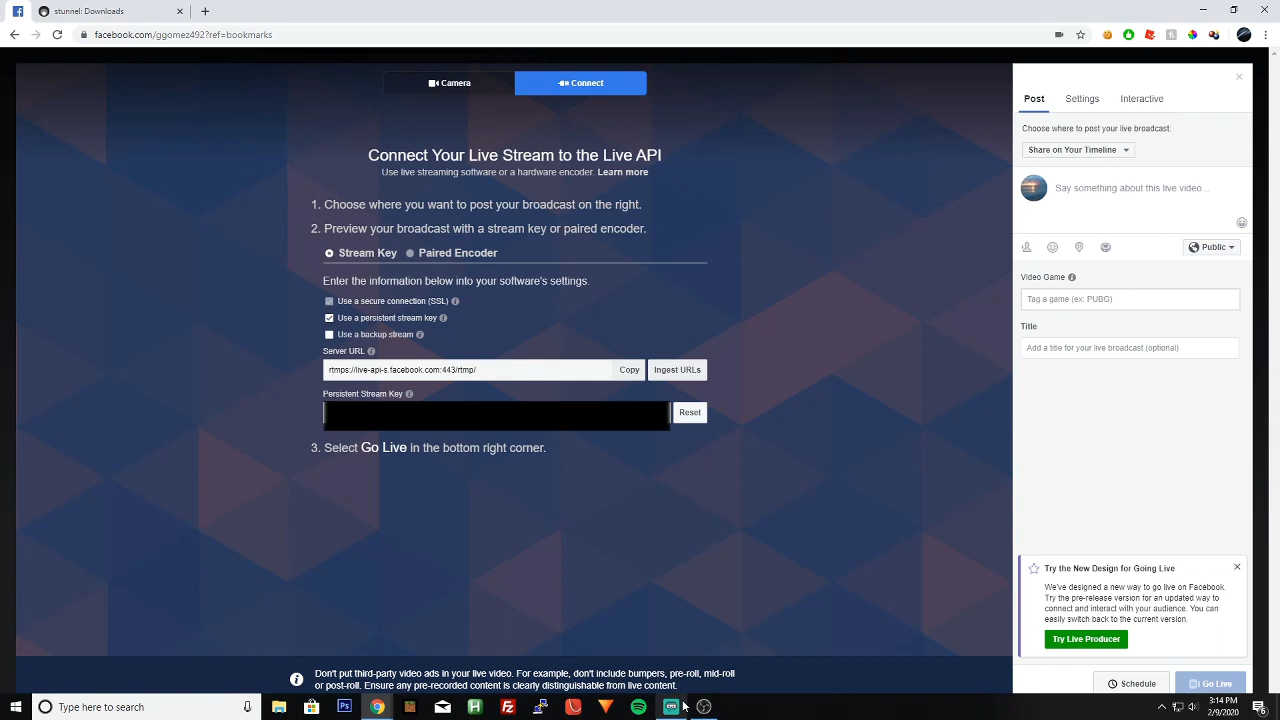 stunnel: Downloads
facebook.com/ggomez492?ref=bookmarks
Camera
Connect
Connect Your Live Stream to the Live API
Use live streaming software or a hardware encoder. Learn more
1. Choose where you want to post your broadcast on the right.
2. Preview your broadcast with a stream key or paired encoder.
Stream Key
Paired Encoder
Enter the information below into your software's settings.
Use a secure connection (SSL)
Use a persistent stream key
Use a backup stream
Server URL
rtmps://live-api-s.facebook.com:443/rtmp/
Copy
Ingest URLs
Persistent Stream Key
Reset
3. Select Go Live in the bottom right corner.
Don't put third-party video ads in your live video. For example, don't include bumpers, pre-roll, mid-roll
or post-roll. Ensure any pre-recorded content is clearly distinguishable from live content.
Post
Settings
Interactive
Choose where to post your live broadcast:
Share on Your Timeline
Say something about this live video...
Public
Video Game
Tag a game (ex: PUBG)
Title
Add a title for your live broadcast (optional)
Try the New Design for Going Live
We've designed a new way to go live on Facebook.
Try the pre-release version for an updated way to
connect and interact with your audience. You can
easily switch back to the current version.
Try Live Producer
Schedule
Go Live
Type here to search
3:14 PM
2/9/2020